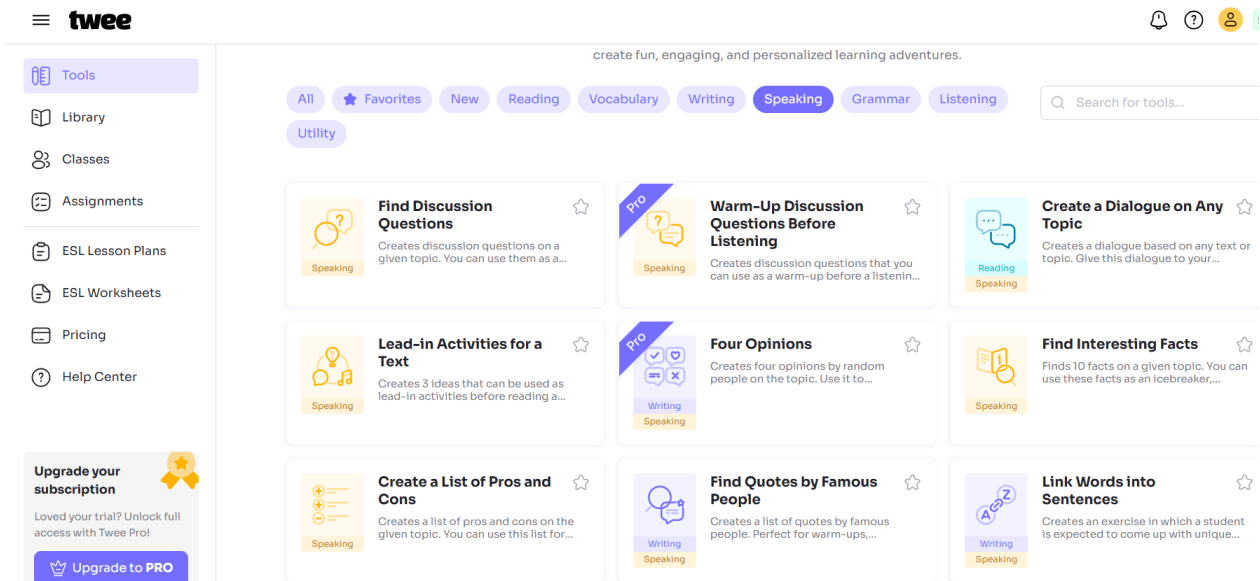 twee
Tools
Library
Classes
Assignments
ESL Lesson Plans
ESL Worksheets
Pricing
Help Center
Upgrade your
subscription
Loved your trial? Unlock full
access with Twee Pro!
Upgrade to PRO
create fun, engaging, and personalized learning adventures.
All
Favorites
New
Reading
Vocabulary
Writing
Speaking
Grammar
Listening
Utility
Search for tools...
Speaking
Find Discussion
Questions
Creates discussion questions on a
given topic. You can use them as a...
Pro
Speaking
Warm-Up Discussion
Questions Before
Listening
Creates discussion questions that you
can use as a warm-up before a listenin...
Reading
Speaking
Create a Dialogue on Any
Topic
Creates a dialogue based on any text or
topic. Give this dialogue to your...
Speaking
Lead-in Activities for a
Text
Creates 3 ideas that can be used as
lead-in activities before reading a...
Pro
Writing
Speaking
Four Opinions
Creates four opinions by random
people on the topic. Use it to...
Speaking
Find Interesting Facts
Finds 10 facts on a given topic. You can
use these facts as an icebreaker,...
Speaking
Create a List of Pros and
Cons
Creates a list of pros and cons on the
given topic. You can use this list for...
Writing
Speaking
Find Quotes by Famous
People
Creates a list of quotes by famous
people. Perfect for warm-ups,...
A
Z
Writing
Speaking
Link Words into
Sentences
Creates an exercise in which a student
is expected to come up with unique...